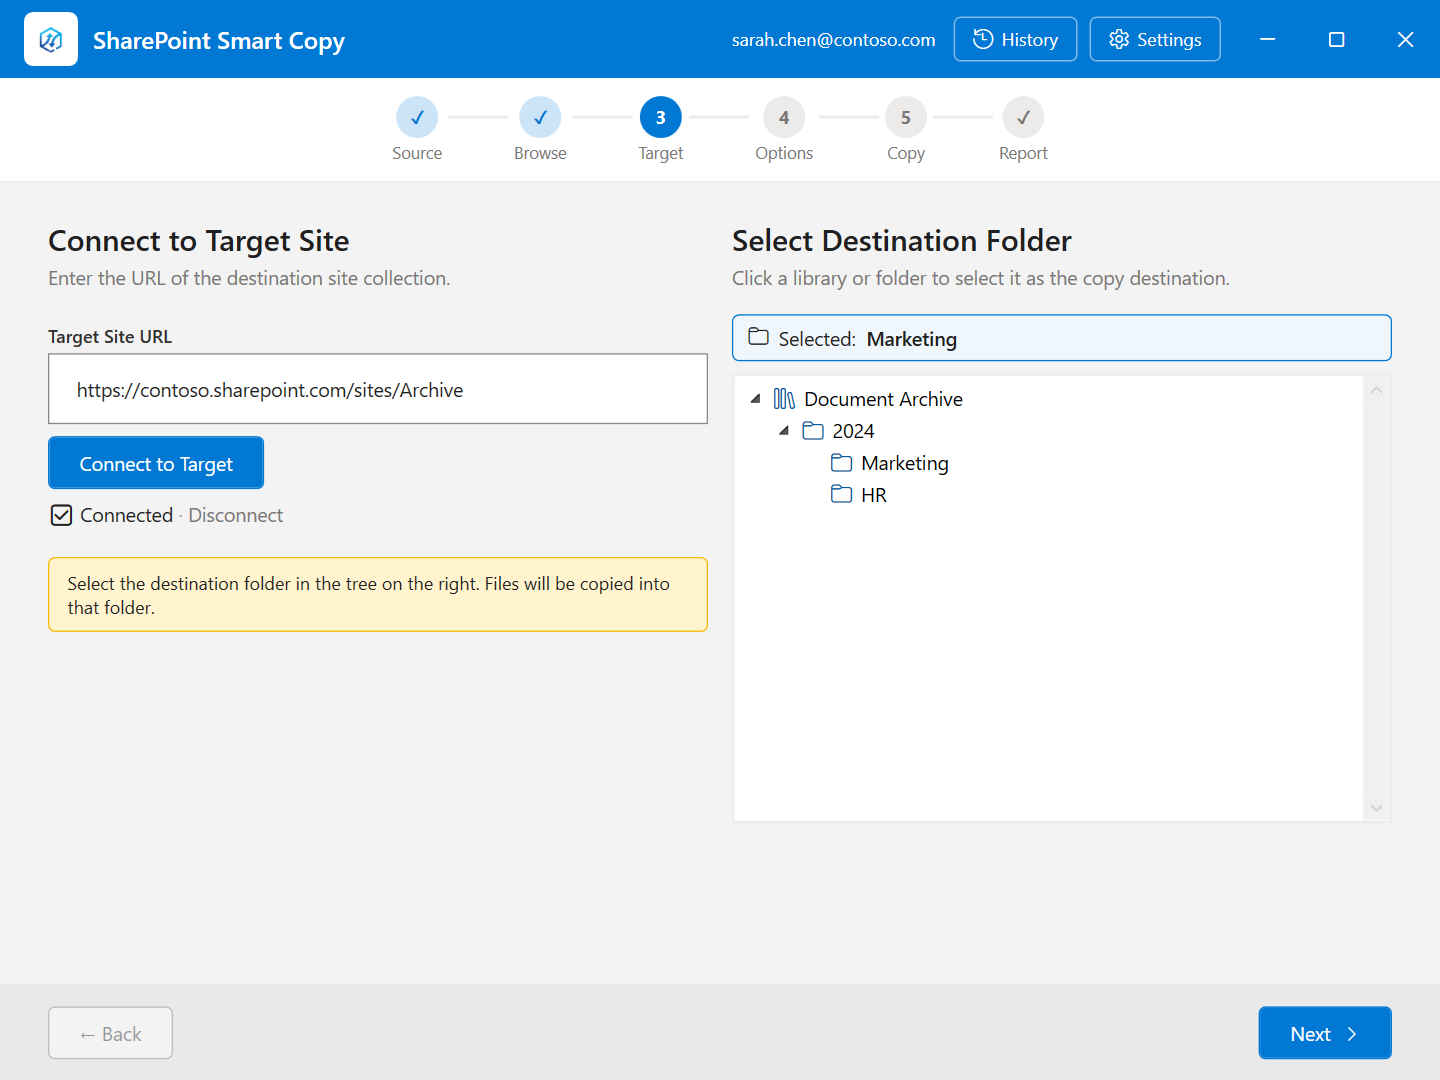 SharePoint Smart Copy
sarah.chen@contoso.com
History
Settings
✓ ✓ 3 4 5 ✓
Source Browse Target Options Copy Report
Connect to Target Site
Enter the URL of the destination site collection.
Target Site URL
https://contoso.sharepoint.com/sites/Archive
Connect to Target
Connected · Disconnect
Select the destination folder in the tree on the right. Files will be copied into
that folder.
Select Destination Folder
Click a library or folder to select it as the copy destination.
Selected: Marketing
Document Archive
2024
Marketing
HR
← Back
Next